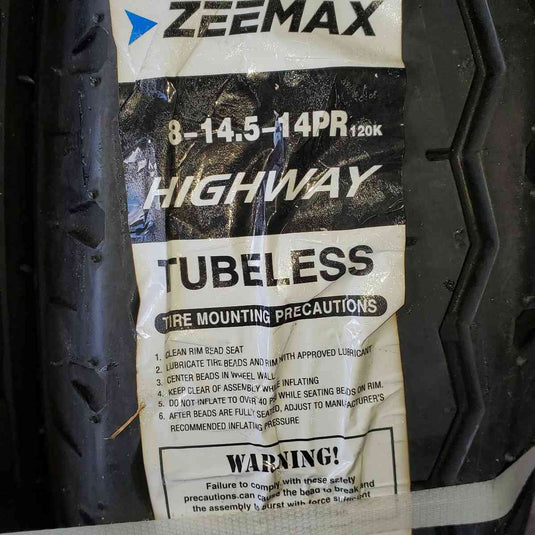 ZEEMAX
8-14.5-14PR 120K
HIGHWAY
TUBELESS
TIRE MOUNTING PRECAUTIONS
1. CLEAN RIM BEAD SEAT
2. LUBRICATE TIRE BEADS AND RIM WITH APPROVED LUBRICANT
3. CENTER BEADS IN WHEEL WALL
4. KEEP CLEAR OF ASSEMBLY WHILE INFLATING
5. DO NOT INFLATE TO OVER 40 PSI WHILE SEATING BEADS ON RIM.
6. AFTER BEADS ARE FULLY SEATED, ADJUST TO MANUFACTURER'S
RECOMMENDED INFLATING PRESSURE
WARNING!
Failure to comply with these safety
precautions can cause the bead to break and
the assembly to burst with force sufficient